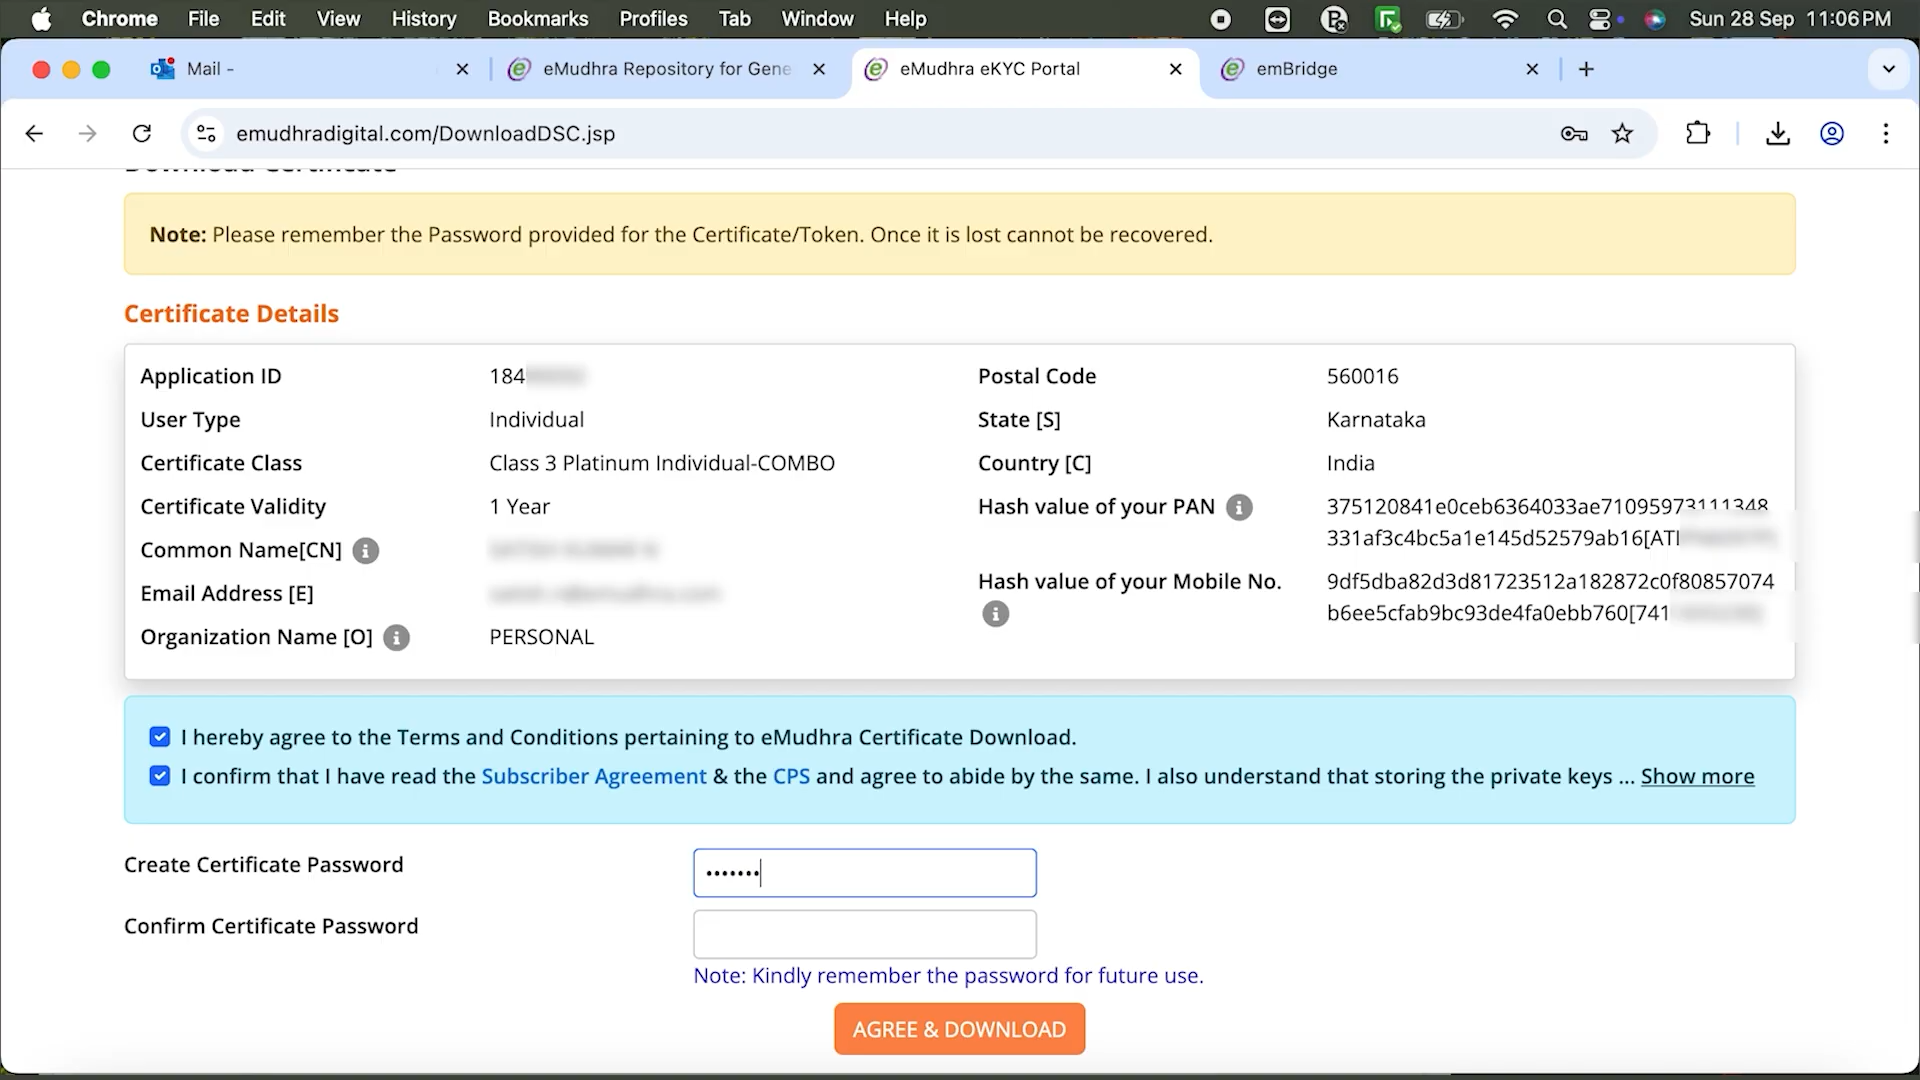 Chrome File Edit View History Bookmarks Profiles Tab Window Help Sun 28 Sep 11:06 PM
Mail - eMudhra Repository for Gene eMudhra eKYC Portal emBridge
emudhradigital.com/DownloadDSC.jsp
Download Certificate
Note: Please remember the Password provided for the Certificate/Token. Once it is lost cannot be recovered.
Certificate Details
Application ID 184
User Type Individual
Certificate Class Class 3 Platinum Individual-COMBO
Certificate Validity 1 Year
Common Name[CN]
Email Address [E]
Organization Name [O] PERSONAL
Postal Code 560016
State [S] Karnataka
Country [C] India
Hash value of your PAN 375120841e0ceb6364033ae71095973111348
331af3c4bc5a1e145d52579ab16[ATI
Hash value of your Mobile No. 9df5dba82d3d81723512a182872c0f80857074
b6ee5cfab9bc93de4fa0ebb760[741
I hereby agree to the Terms and Conditions pertaining to eMudhra Certificate Download.
I confirm that I have read the Subscriber Agreement & the CPS and agree to abide by the same. I also understand that storing the private keys ... Show more
Create Certificate Password •••••••
Confirm Certificate Password
Note: Kindly remember the password for future use.
AGREE & DOWNLOAD